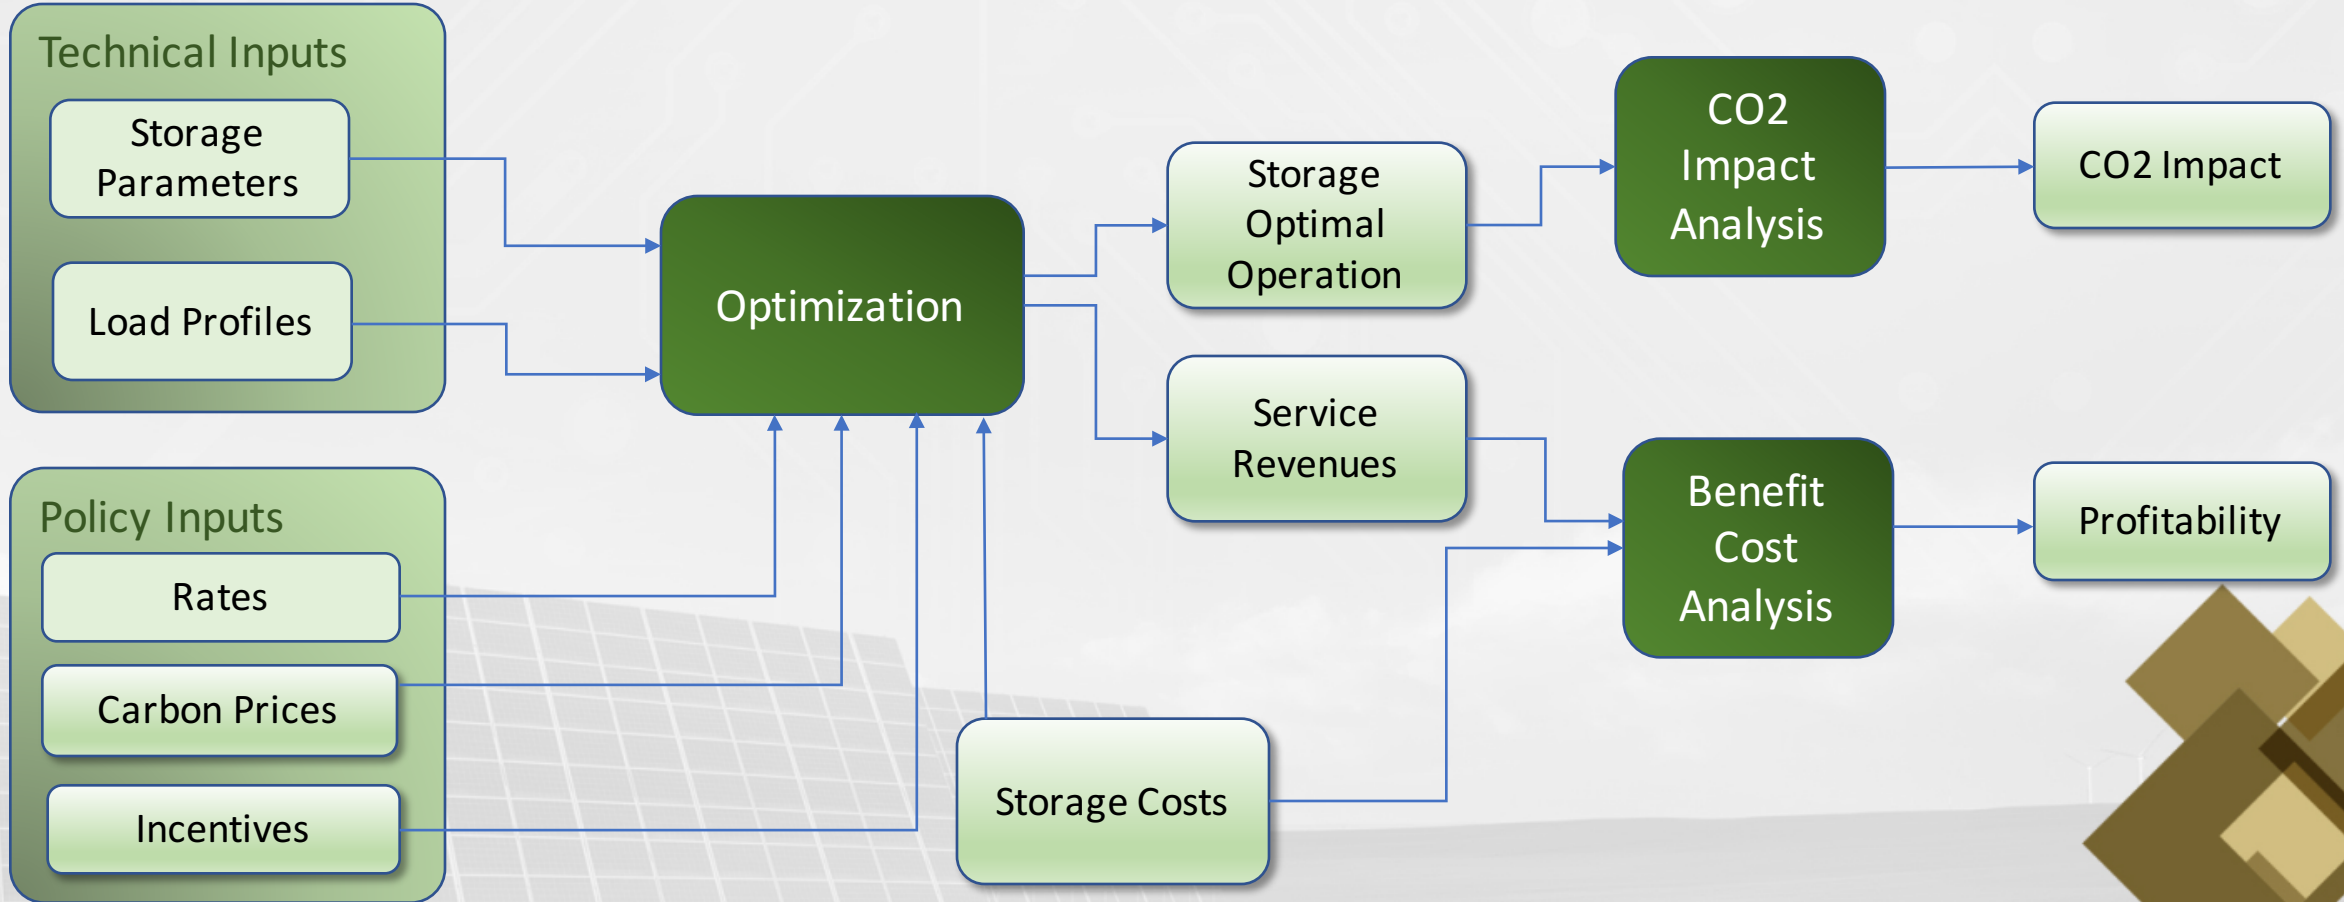 Technical Inputs
Storage
Parameters
Load Profiles
Policy Inputs
Rates
Carbon Prices
Incentives
Optimization
Storage
Optimal
Operation
Service
Revenues
Storage Costs
CO2
Impact
Analysis
Benefit
Cost
Analysis
CO2 Impact
Profitability